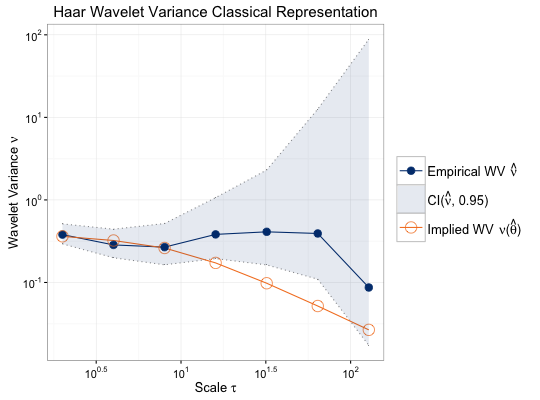 Haar Wavelet Variance Classical Representation
10²
10¹
10⁰
10⁻¹
Wavelet Variance ν
10^0.5
10¹
10^1.5
10²
Scale τ
Empirical WV ν̂
CI(ν̂, 0.95)
Implied WV ν(θ̂)